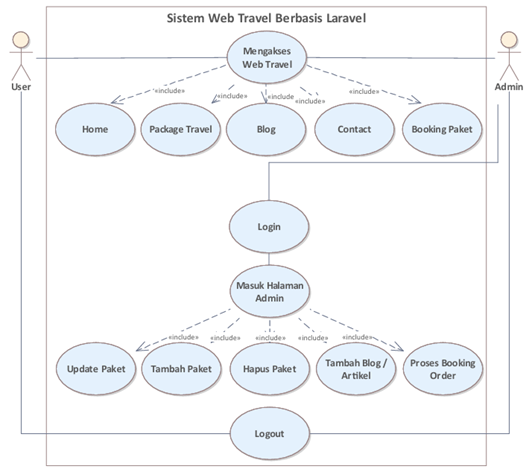 Sistem Web Travel Berbasis Laravel
User
Admin
Mengakses
Web Travel
«include»
«include»
«include
«include»
«include»
Home
Package Travel
Blog
Contact
Booking Paket
Login
Masuk Halaman
Admin
«include»
«include»
«include»
«include»
«include»
Update Paket
Tambah Paket
Hapus Paket
Tambah Blog /
Artikel
Proses Booking
Order
Logout